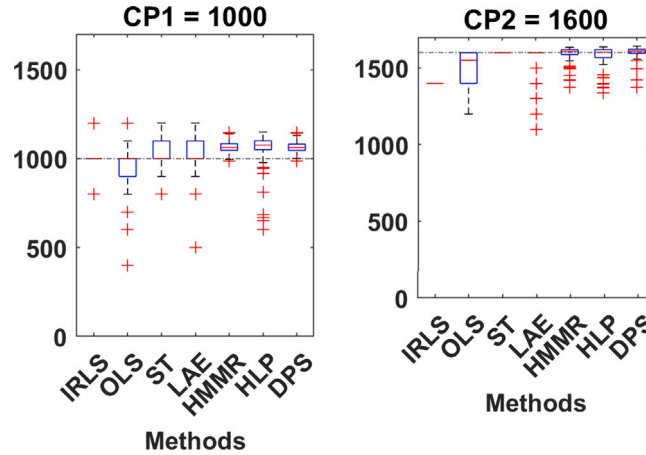 CP1 = 1000
1500
1000
500
0
IRLS
OLS
ST
LAE
HMMR
HLP
DPS
Methods
CP2 = 1600
1500
1000
500
0
IRLS
OLS
ST
LAE
HMMR
HLP
DPS
Methods